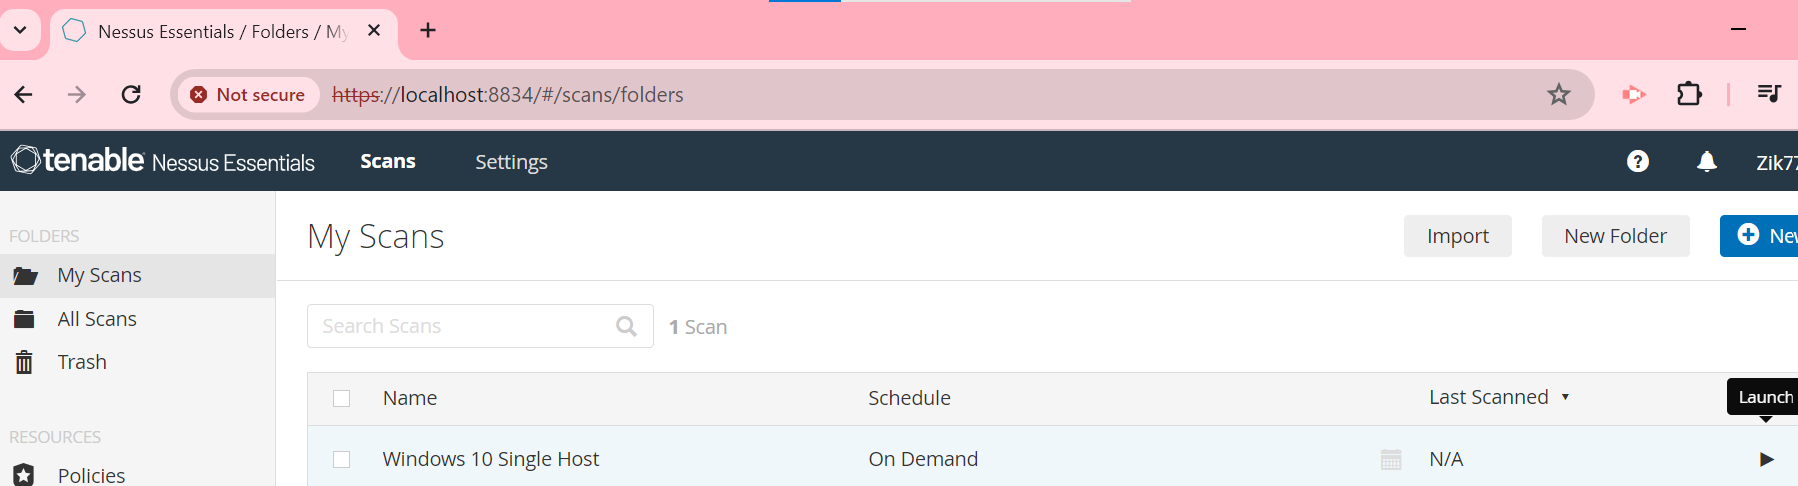 Nessus Essentials / Folders / My
Not secure https://localhost:8834/#/scans/folders
tenable Nessus Essentials Scans Settings Zik77
FOLDERS
My Scans
All Scans
Trash
RESOURCES
Policies
My Scans
Import New Folder New
Search Scans 1 Scan
Name Schedule Last Scanned
Launch
Windows 10 Single Host On Demand N/A